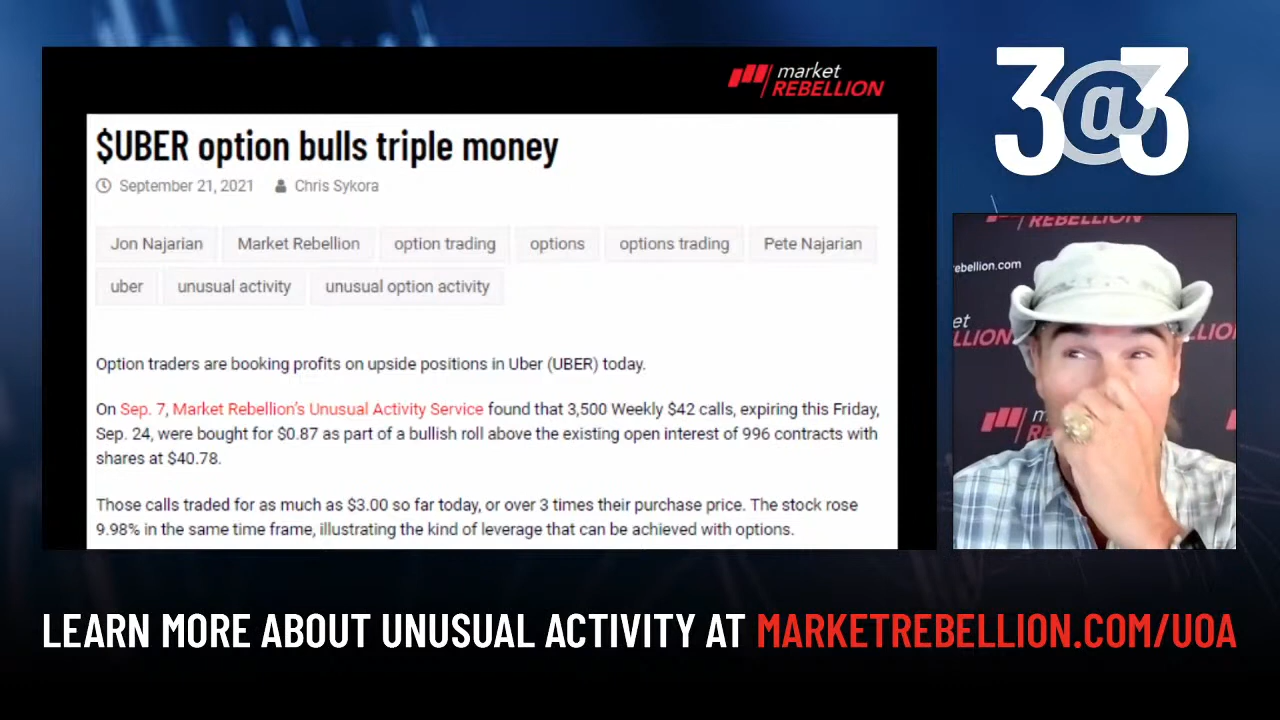 market
REBELLION
3@3
$UBER option bulls triple money
September 21, 2021 Chris Sykora
Jon Najarian Market Rebellion option trading options options trading Pete Najarian
uber unusual activity unusual option activity
Option traders are booking profits on upside positions in Uber (UBER) today.
On Sep. 7, Market Rebellion's Unusual Activity Service found that 3,500 Weekly $42 calls, expiring this Friday,
Sep. 24, were bought for $0.87 as part of a bullish roll above the existing open interest of 996 contracts with
shares at $40.78.
Those calls traded for as much as $3.00 so far today, or over 3 times their purchase price. The stock rose
9.98% in the same time frame, illustrating the kind of leverage that can be achieved with options.
REBELLION
ebellion.com
et
LLION
LIO
m
RE
LEARN MORE ABOUT UNUSUAL ACTIVITY AT MARKETREBELLION.COM/UOA